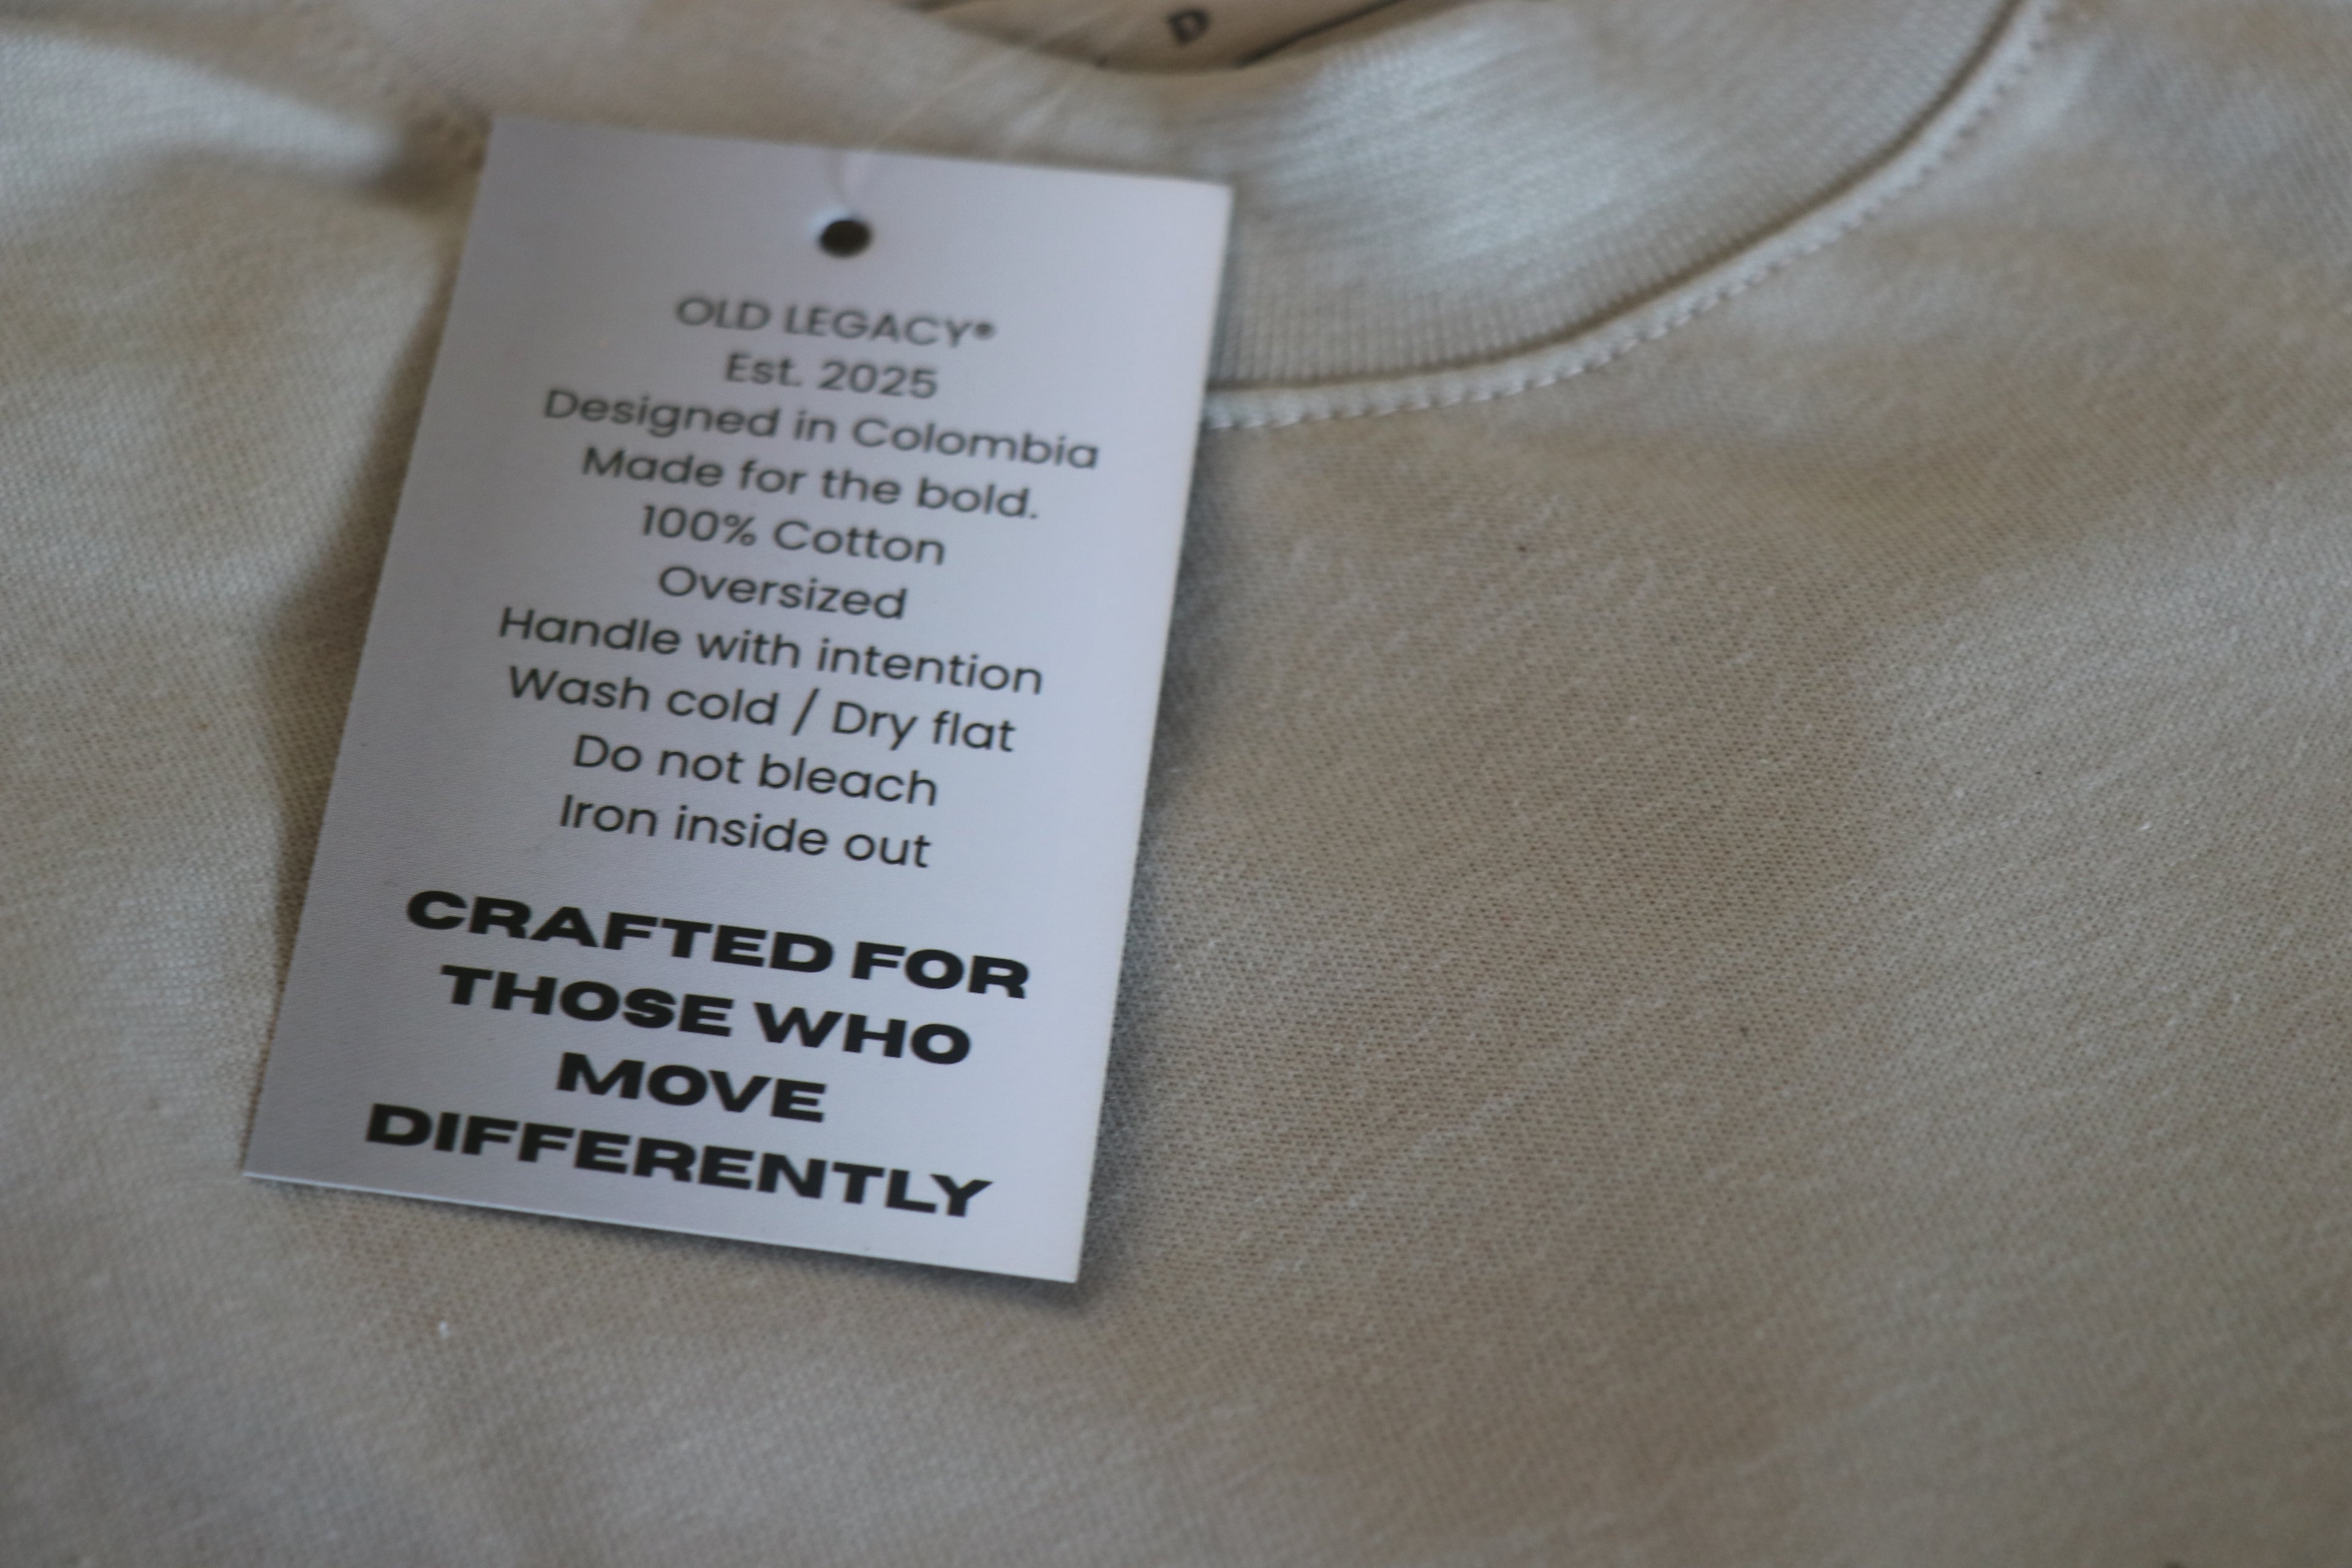 D
OLD LEGACY®
Est. 2025
Designed in Colombia
Made for the bold.
100% Cotton
Oversized
Handle with intention
Wash cold / Dry flat
Do not bleach
Iron inside out
CRAFTED FOR
THOSE WHO
MOVE
DIFFERENTLY